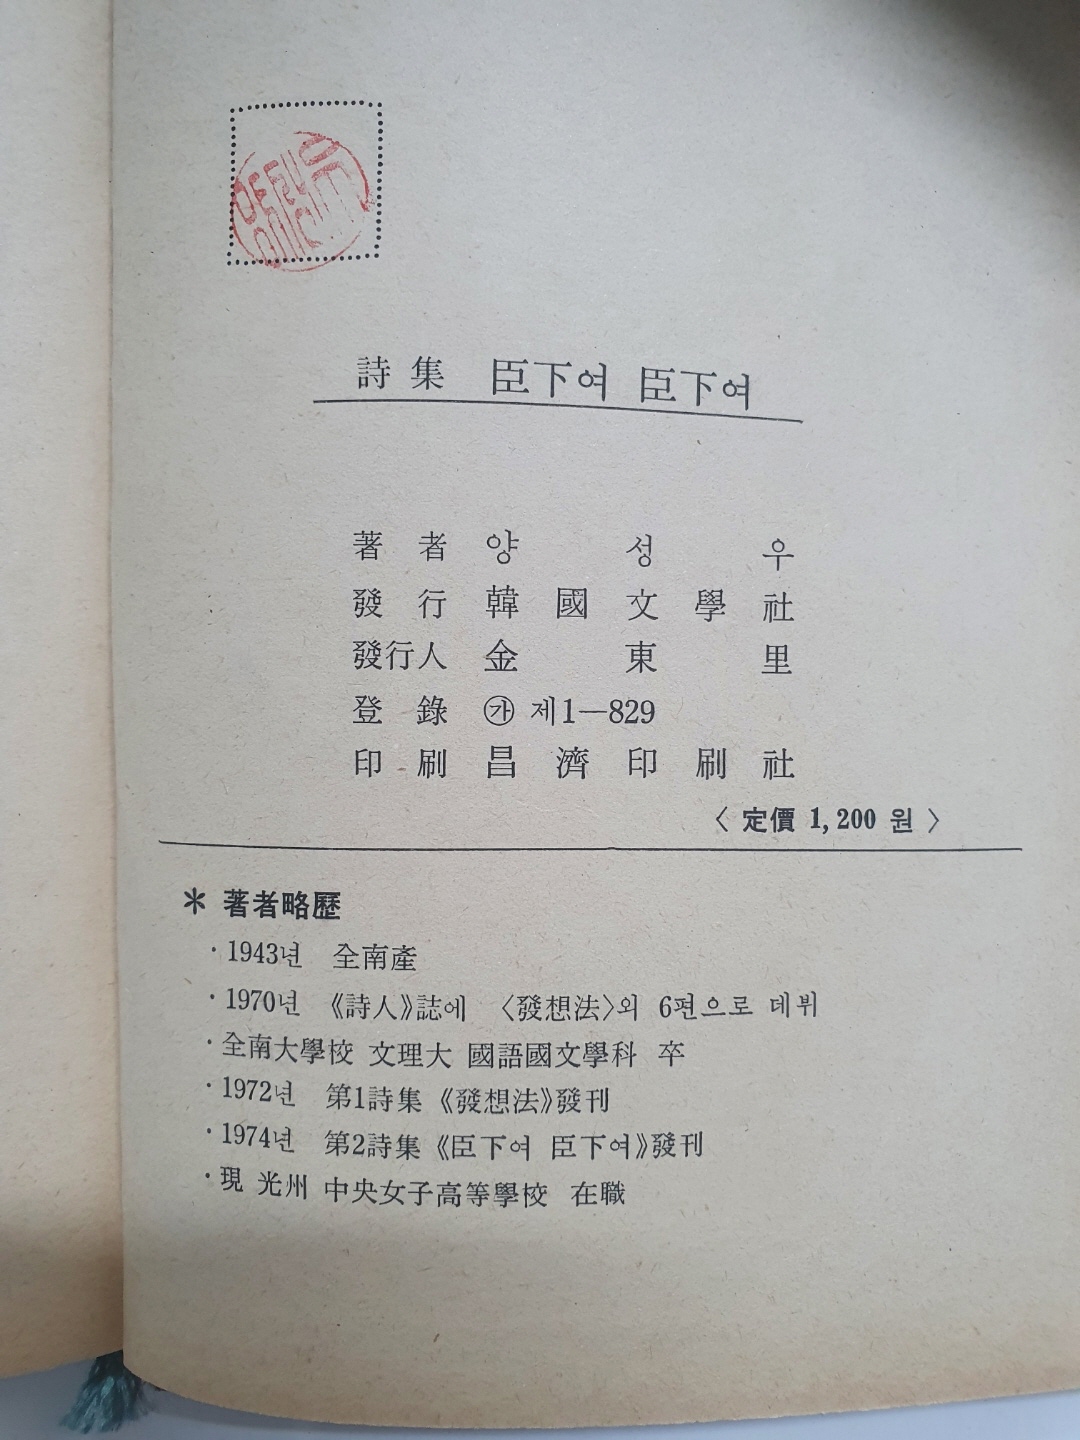 詩集 臣下여 臣下여
著者 양성우
發行 韓國文學社
發行人 金東里
登錄 ㉮ 제1—829
印刷 昌濟印刷社
〈 定價 1,200 원 〉
* 著者略歷
·1943년 全南產
·1970년 《詩人》誌에 〈發想法〉외 6편으로 데뷔
·全南大學校 文理大 國語國文學科 卒
·1972년 第1詩集 《發想法》發刊
·1974년 第2詩集 《臣下여 臣下여》發刊
·現 光州 中央女子高等學校 在職